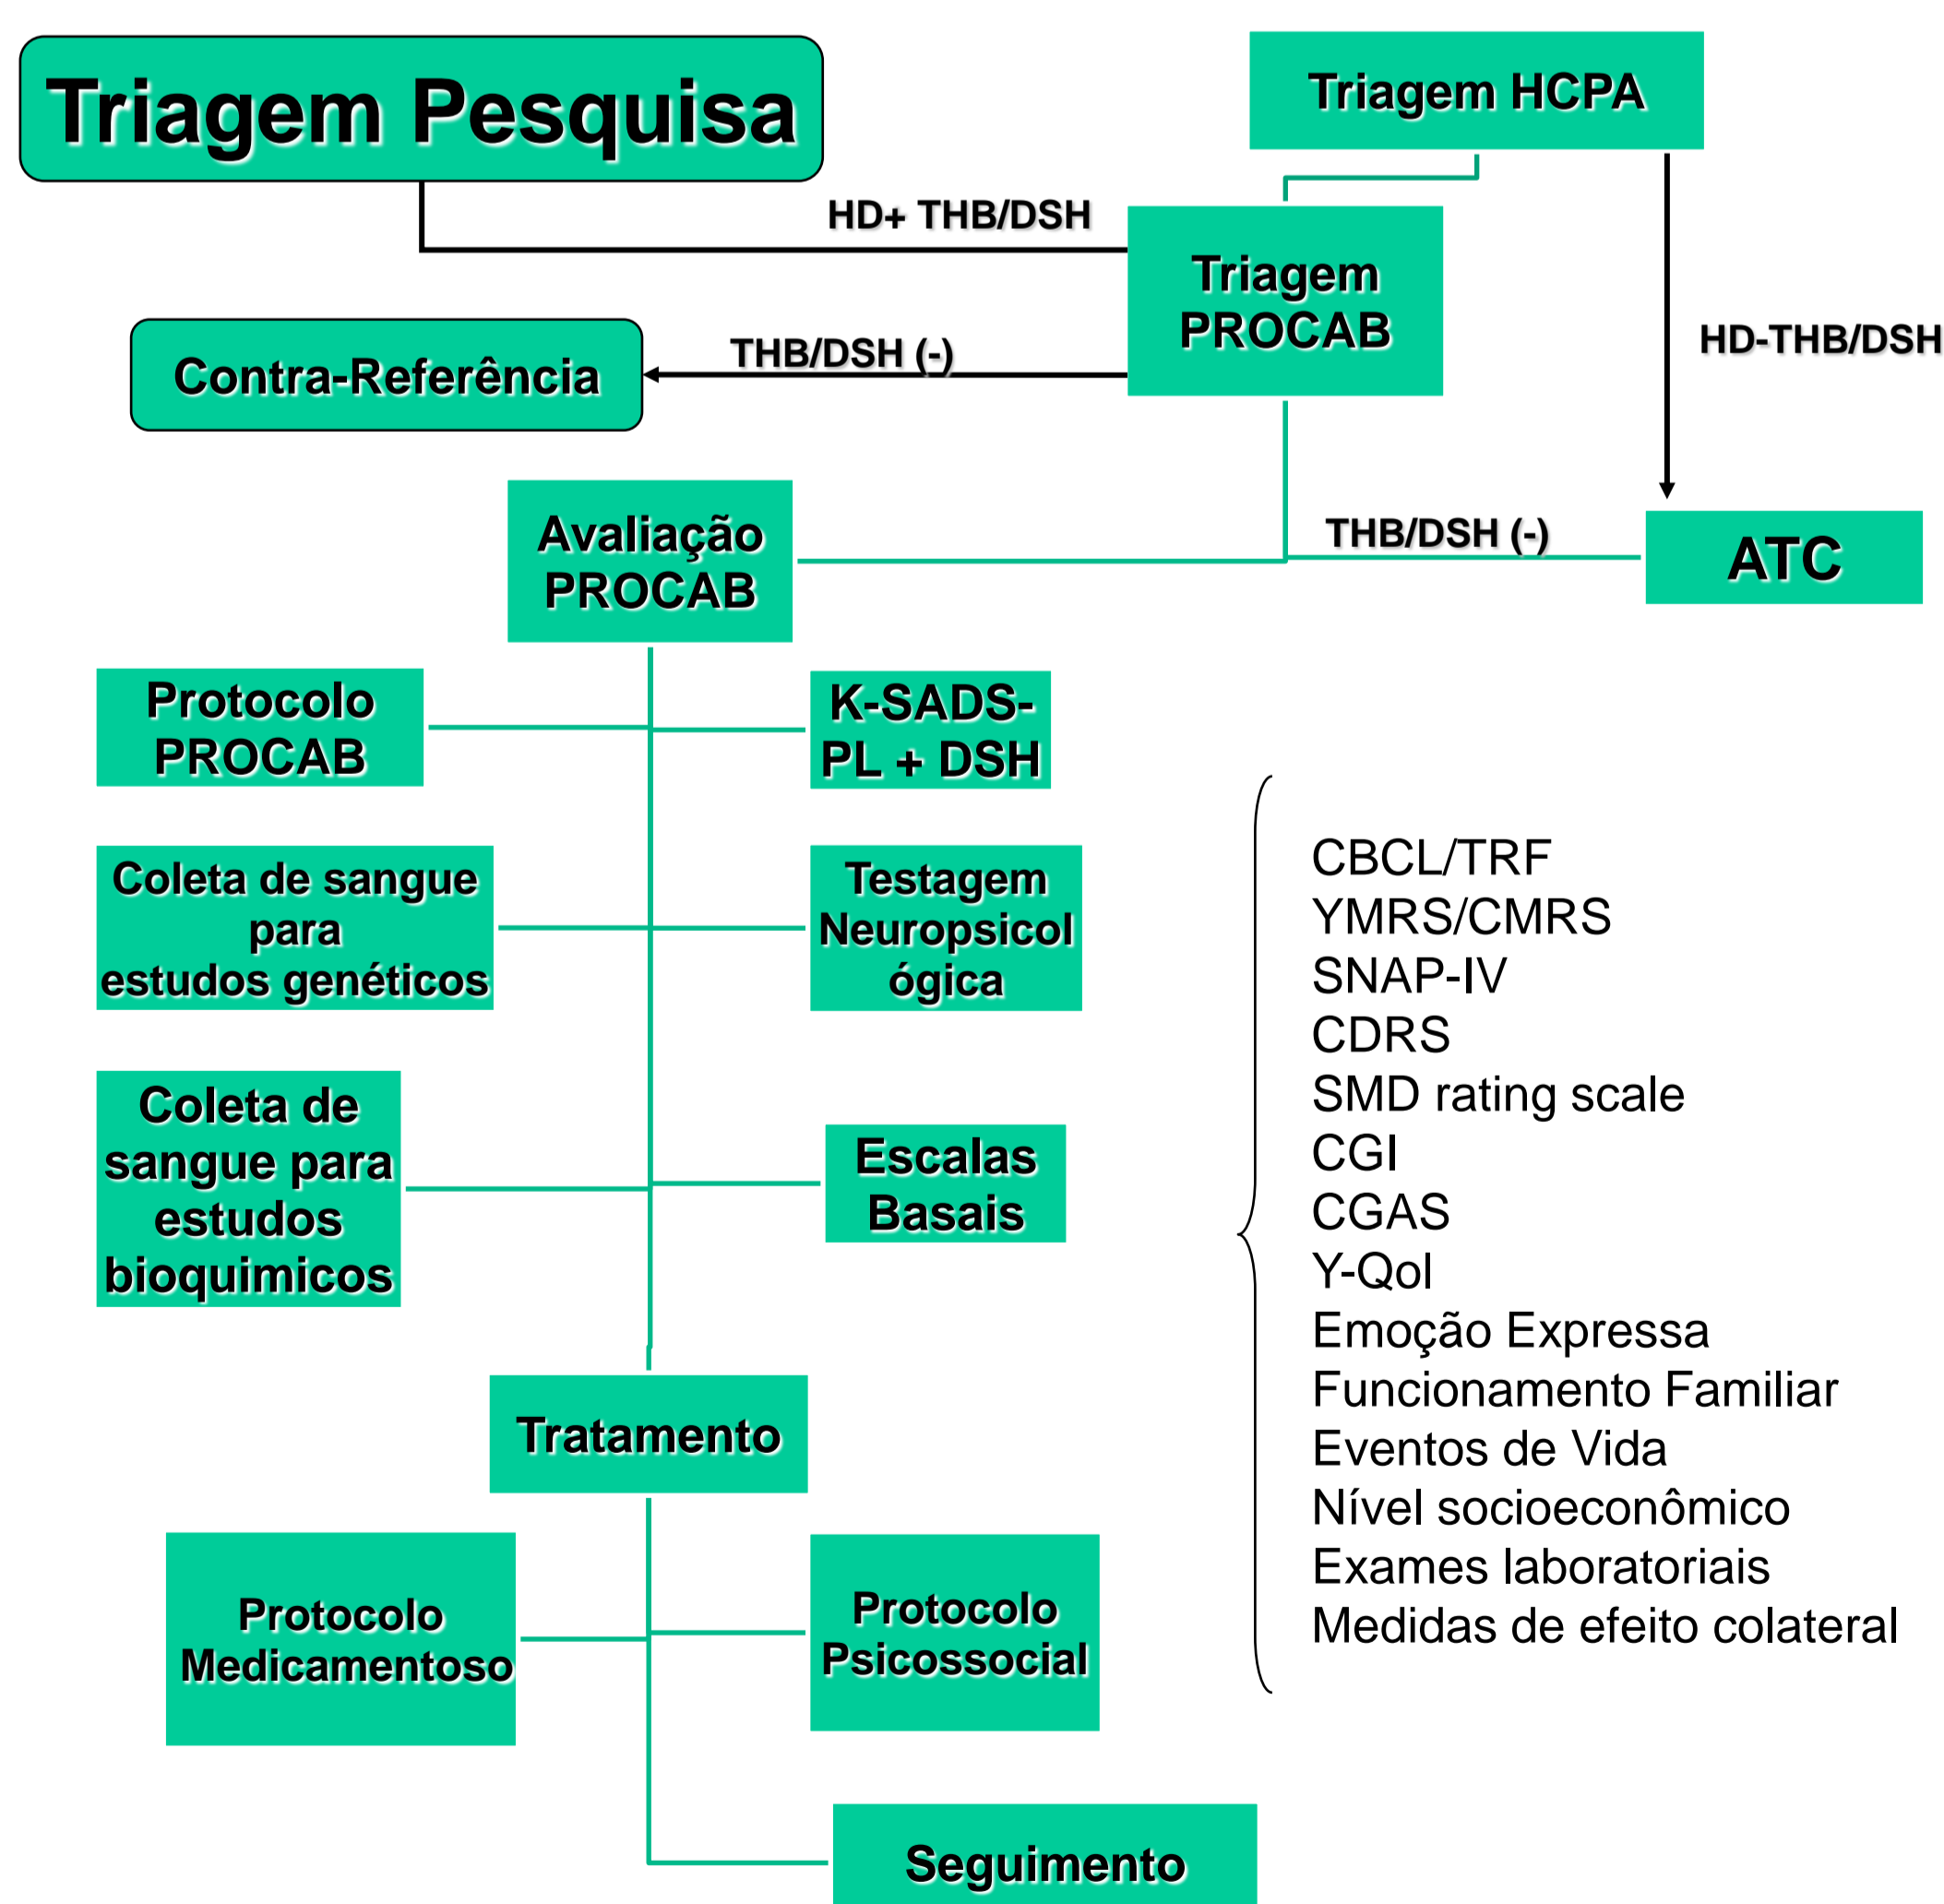 Triagem Pesquisa
Triagem HCPA
HD+ THB/DSH
Triagem
PROCAB
HD-THB/DSH
THB/DSH (-)
Contra-Referência
Avaliação
PROCAB
THB/DSH (-)
ATC
Protocolo
PROCAB
K-SADS-
PL + DSH
Coleta de sangue
para
estudos genéticos
Testagem
Neuropsicol
ógica
Coleta de
sangue para
estudos
bioquimicos
Escalas
Basais
CBCL/TRF
YMRS/CMRS
SNAP-IV
CDRS
SMD rating scale
CGI
CGAS
Y-Qol
Emoção Expressa
Funcionamento Familiar
Eventos de Vida
Nível socioeconômico
Exames laboratoriais
Medidas de efeito colateral
Tratamento
Protocolo
Medicamentoso
Protocolo
Psicossocial
Seguimento